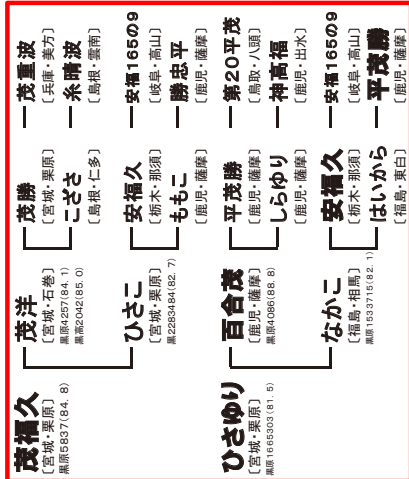 茂重波
[兵庫・美方]
糸晴波
[島根・雲南]
安福165の9
[岐阜・高山]
勝忠平
[鹿児・薩摩]
第20平茂
[鳥取・八頭]
神高福
[鹿児・出水]
安福165の9
[岐阜・高山]
平茂勝
[鹿児・薩摩]
茂勝
[宮城・栗原]
こざさ
[島根・仁多]
安福久
[栃木・那須]
ももこ
[鹿児・薩摩]
平茂勝
[鹿児・薩摩]
しらゆり
[鹿児・薩摩]
安福久
[栃木・那須]
はいから
[福島・東白]
茂洋
[宮城・石巻]
黒原4257(84.1)
黒高2042(85.0)
ひさこ
[宮城・栗原]
黒2283484(82.7)
百合茂
[鹿児・薩摩]
黒原4086(88.8)
なかこ
[福島・相馬]
黒原1533715(82.1)
茂福久
[宮城・栗原]
黒原5837(84.8)
ひさゆり
[宮城・栗原]
黒原1665303(81.5)